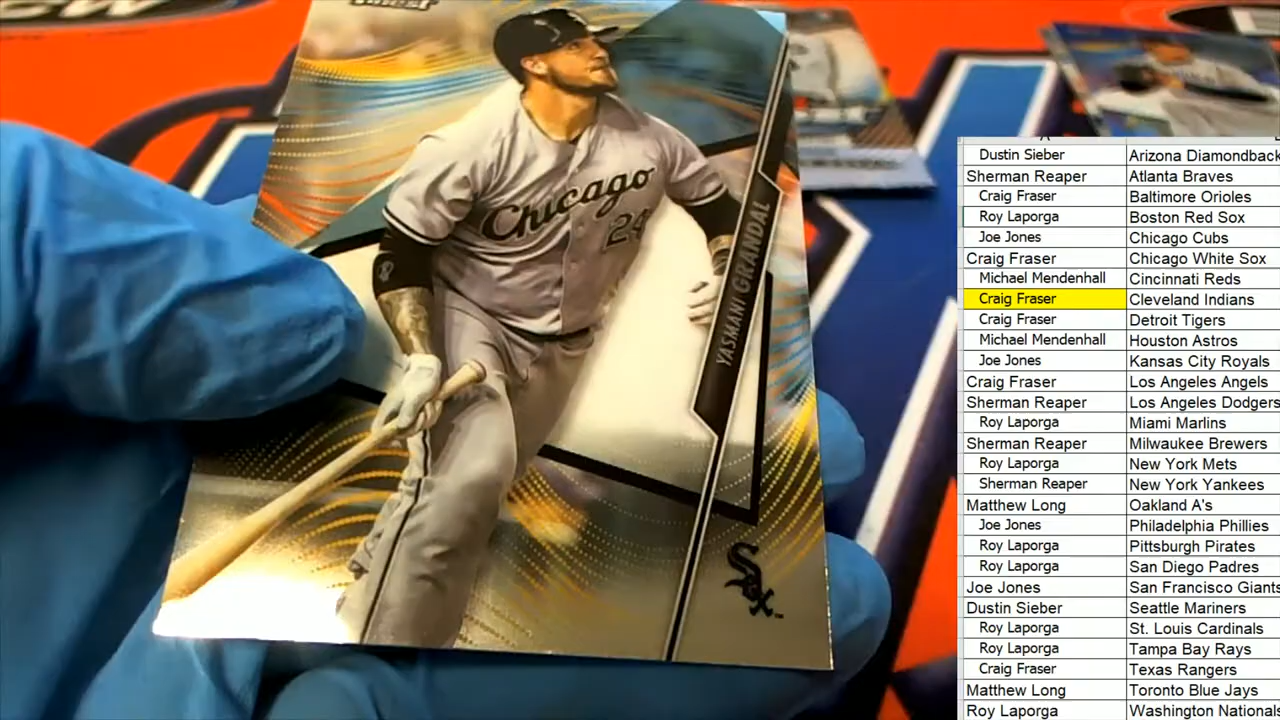 Finest
Chicago
24
YASMANI GRANDAL
Sox
Dustin Sieber Arizona Diamondback
Sherman Reaper Atlanta Braves
Craig Fraser Baltimore Orioles
Roy Laporga Boston Red Sox
Joe Jones Chicago Cubs
Craig Fraser Chicago White Sox
Michael Mendenhall Cincinnati Reds
Craig Fraser Cleveland Indians
Craig Fraser Detroit Tigers
Michael Mendenhall Houston Astros
Joe Jones Kansas City Royals
Craig Fraser Los Angeles Angels
Sherman Reaper Los Angeles Dodgers
Roy Laporga Miami Marlins
Sherman Reaper Milwaukee Brewers
Roy Laporga New York Mets
Sherman Reaper New York Yankees
Matthew Long Oakland A's
Joe Jones Philadelphia Phillies
Roy Laporga Pittsburgh Pirates
Roy Laporga San Diego Padres
Joe Jones San Francisco Giants
Dustin Sieber Seattle Mariners
Roy Laporga St. Louis Cardinals
Roy Laporga Tampa Bay Rays
Craig Fraser Texas Rangers
Matthew Long Toronto Blue Jays
Roy Laporga Washington Nationals